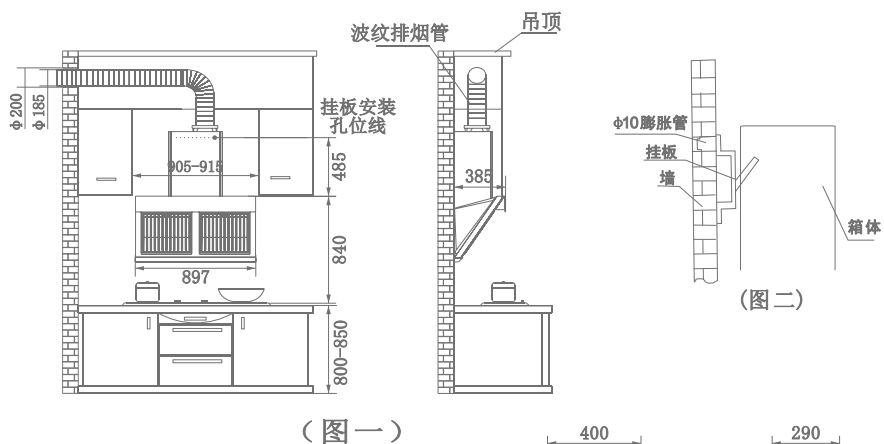 波纹排烟管
吊顶
Φ200
Φ185
挂板安装
孔位线
905-915
485
385
840
897
800-850
(图一)
Φ10膨胀管
挂板
墙
箱体
(图二)
400
290